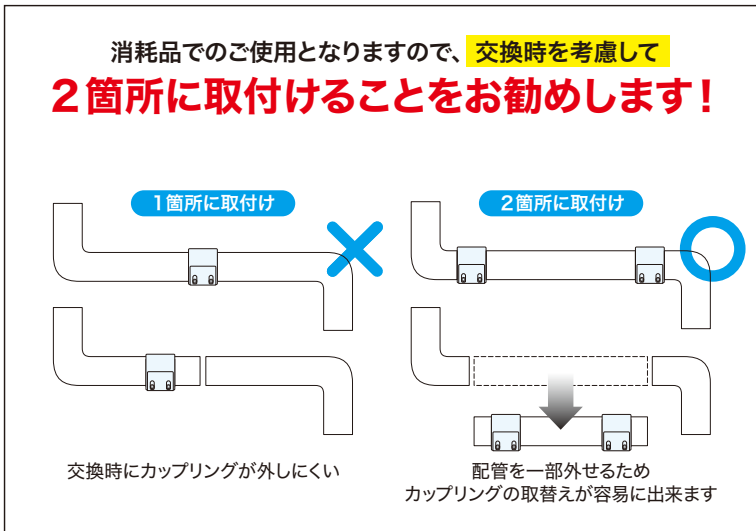 消耗品でのご使用となりますので、交換時を考慮して
2箇所に取付けることをお勧めします!
1箇所に取付け
2箇所に取付け
交換時にカップリングが外しにくい
配管を一部外せるため
カップリングの取替えが容易に出来ます